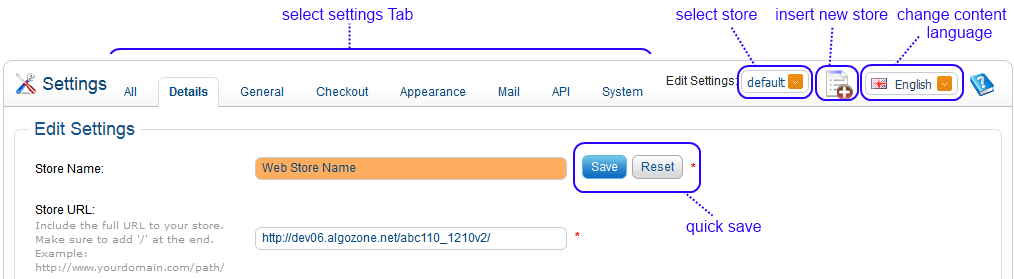 select settings Tab
select store
insert new store
change content
language
Settings
All
Details
General
Checkout
Appearance
Mail
API
System
Edit Settings:
default
English
Edit Settings
Store Name:
Web Store Name
Save
Reset
*
Store URL:
Include the full URL to your store.
Make sure to add '/' at the end.
Example:
http://www.yourdomain.com/path/
http://dev06.algozone.net/abc110_1210v2/
*
quick save